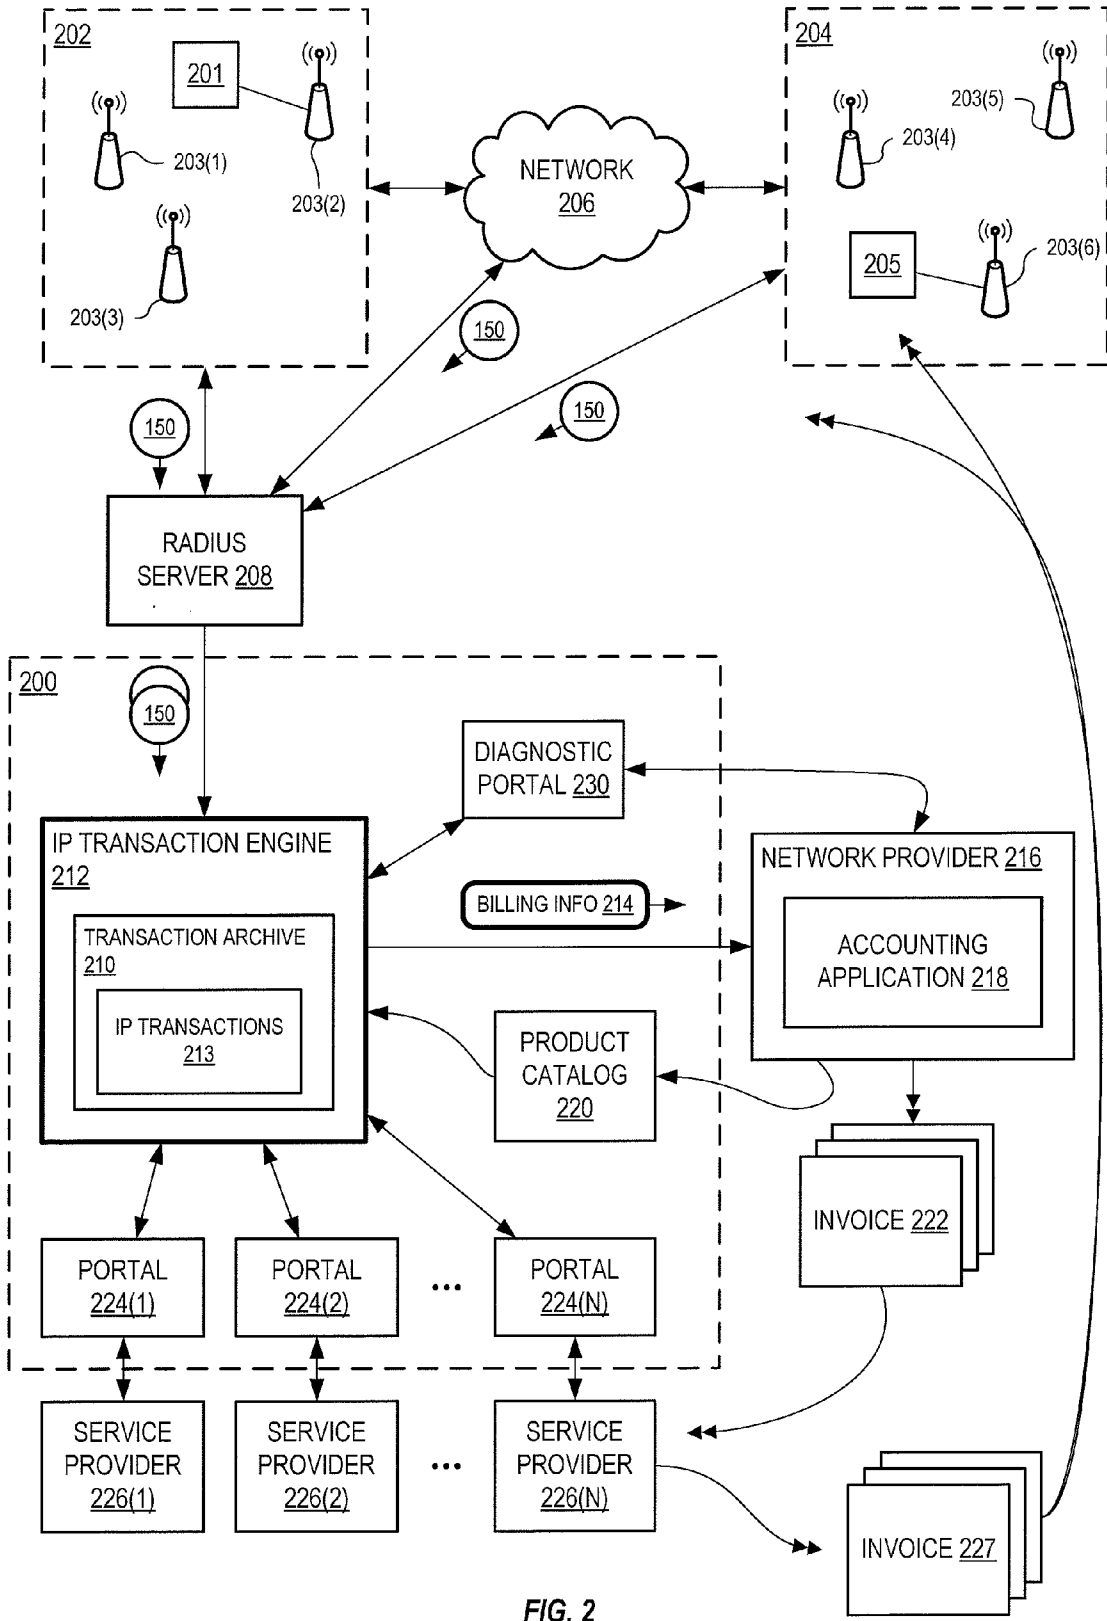 202
201
203(1)
203(2)
203(3)
NETWORK
206
204
203(5)
203(4)
205
203(6)
150
150
150
RADIUS
SERVER 208
200
150
DIAGNOSTIC
PORTAL 230
IP TRANSACTION ENGINE
212
TRANSACTION ARCHIVE
210
IP TRANSACTIONS
213
BILLING INFO 214
NETWORK PROVIDER 216
ACCOUNTING
APPLICATION 218
PRODUCT
CATALOG
220
INVOICE 222
PORTAL
224(1)
PORTAL
224(2)
...
PORTAL
224(N)
SERVICE
PROVIDER
226(1)
SERVICE
PROVIDER
226(2)
...
SERVICE
PROVIDER
226(N)
INVOICE 227
FIG. 2